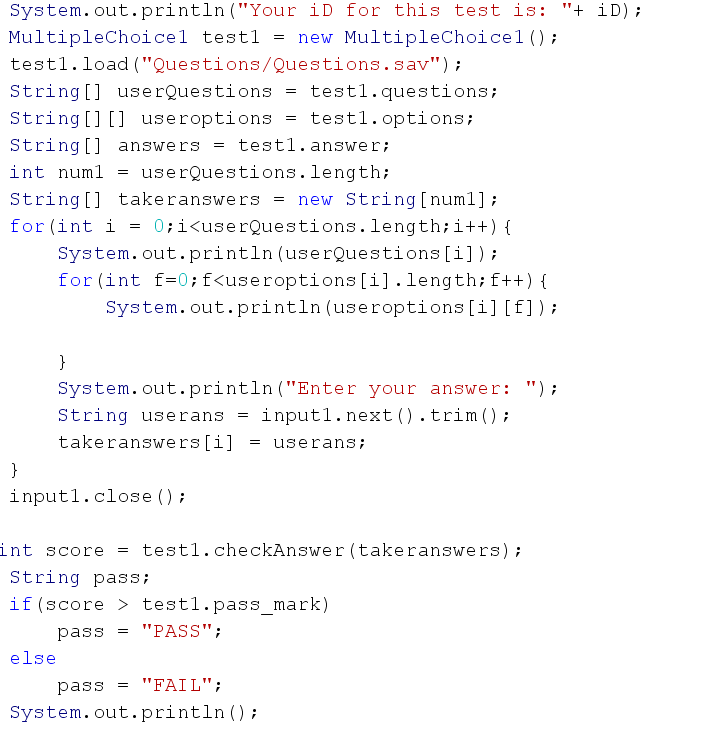 System.out.println("Your iD for this test is: "+ iD);
MultipleChoice1 test1 = new MultipleChoice1();
test1.load("Questions/Questions.sav");
String[] userQuestions = test1.questions;
String[][] useroptions = test1.options;
String[] answers = test1.answer;
int num1 = userQuestions.length;
String[] takeranswers = new String[num1];
for(int i = 0;i<userQuestions.length;i++){
    System.out.println(userQuestions[i]);
    for(int f=0;f<useroptions[i].length;f++){
        System.out.println(useroptions[i][f]);
    }
    System.out.println("Enter your answer: ");
    String userans = input1.next().trim();
    takeranswers[i] = userans;
}
input1.close();
int score = test1.checkAnswer(takeranswers);
String pass;
if(score > test1.pass_mark)
    pass = "PASS";
else
    pass = "FAIL";
System.out.println();